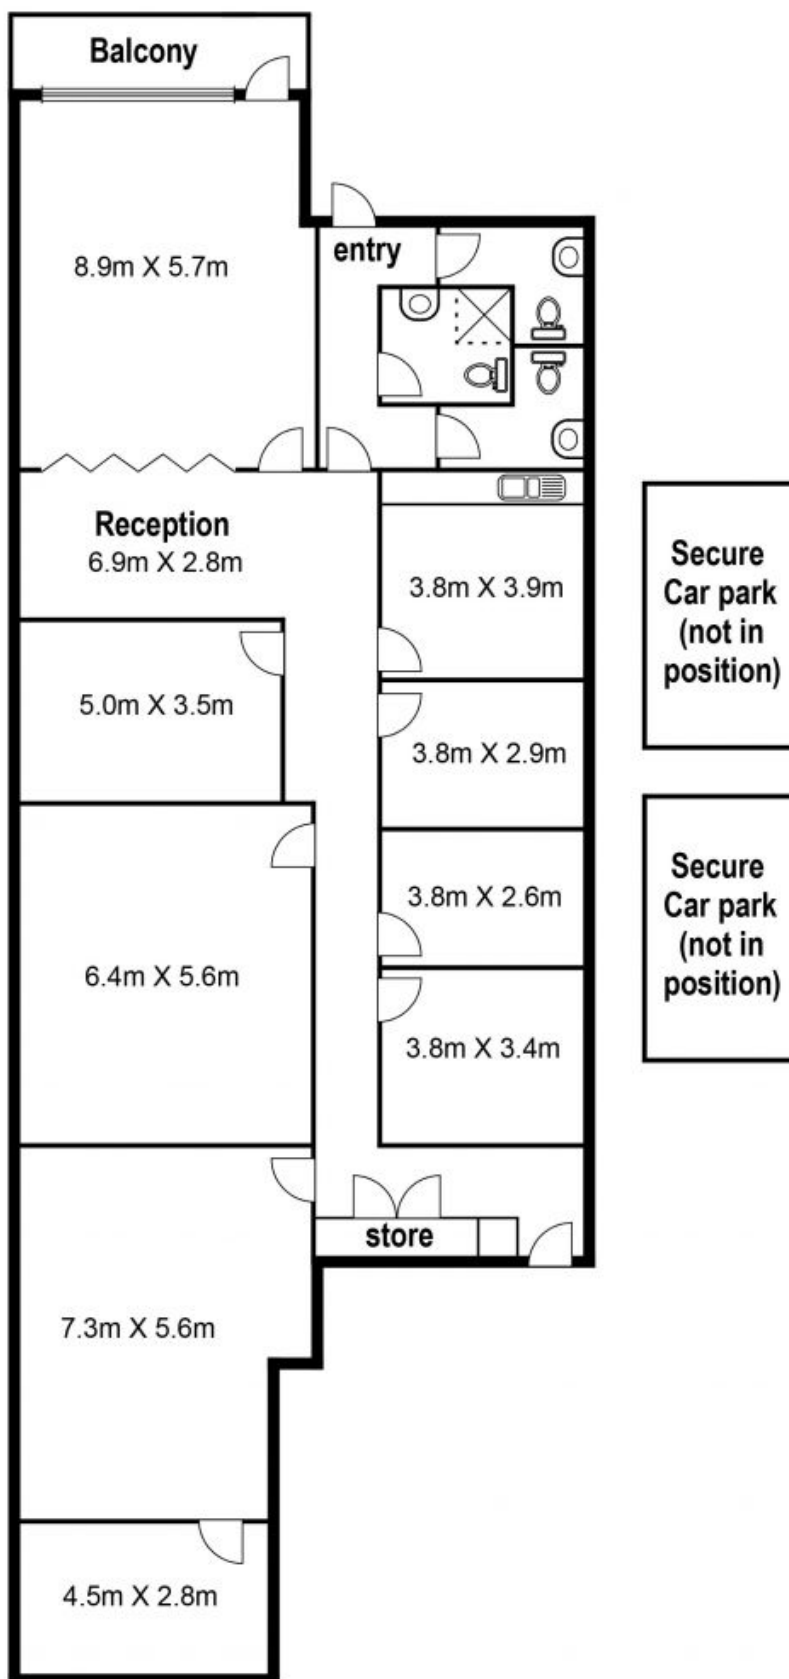 Balcony
entry
8.9m X 5.7m
Reception
6.9m X 2.8m
3.8m X 3.9m
Secure
Car park
(not in
position)
5.0m X 3.5m
3.8m X 2.9m
3.8m X 2.6m
Secure
Car park
(not in
position)
6.4m X 5.6m
3.8m X 3.4m
store
7.3m X 5.6m
4.5m X 2.8m